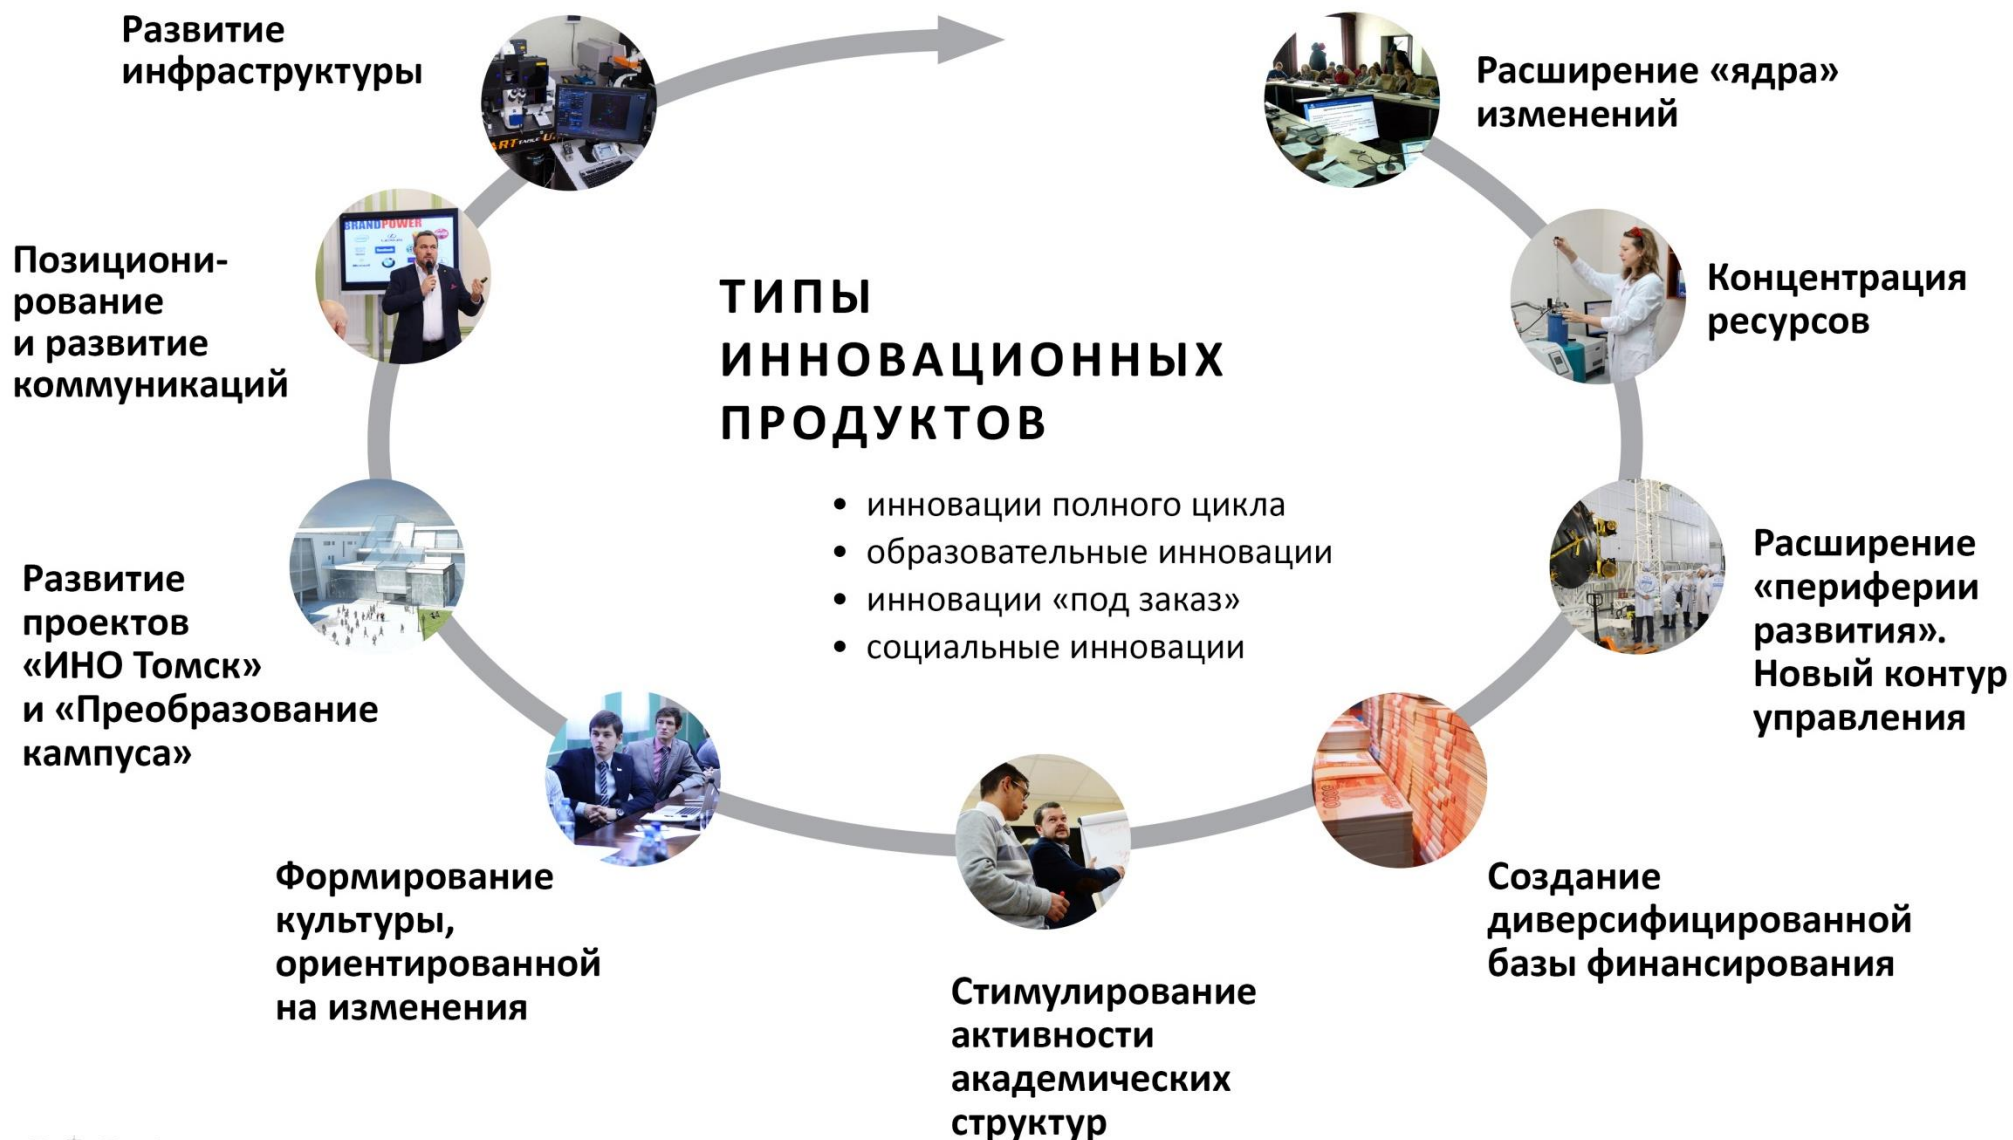 Развитие
инфраструктуры
Расширение «ядра»
изменений
Позициони-
рование
и развитие
коммуникаций
BRANDPOWER
ТИПЫ
ИННОВАЦИОННЫХ
ПРОДУКТОВ
• инновации полного цикла
• образовательные инновации
• инновации «под заказ»
• социальные инновации
Концентрация
ресурсов
Расширение
«периферии
развития».
Новый контур
управления
Развитие
проектов
«ИНО Томск»
и «Преобразование
кампуса»
Формирование
культуры,
ориентированной
на изменения
Стимулирование
активности
академических
структур
Создание
диверсифицированной
базы финансирования